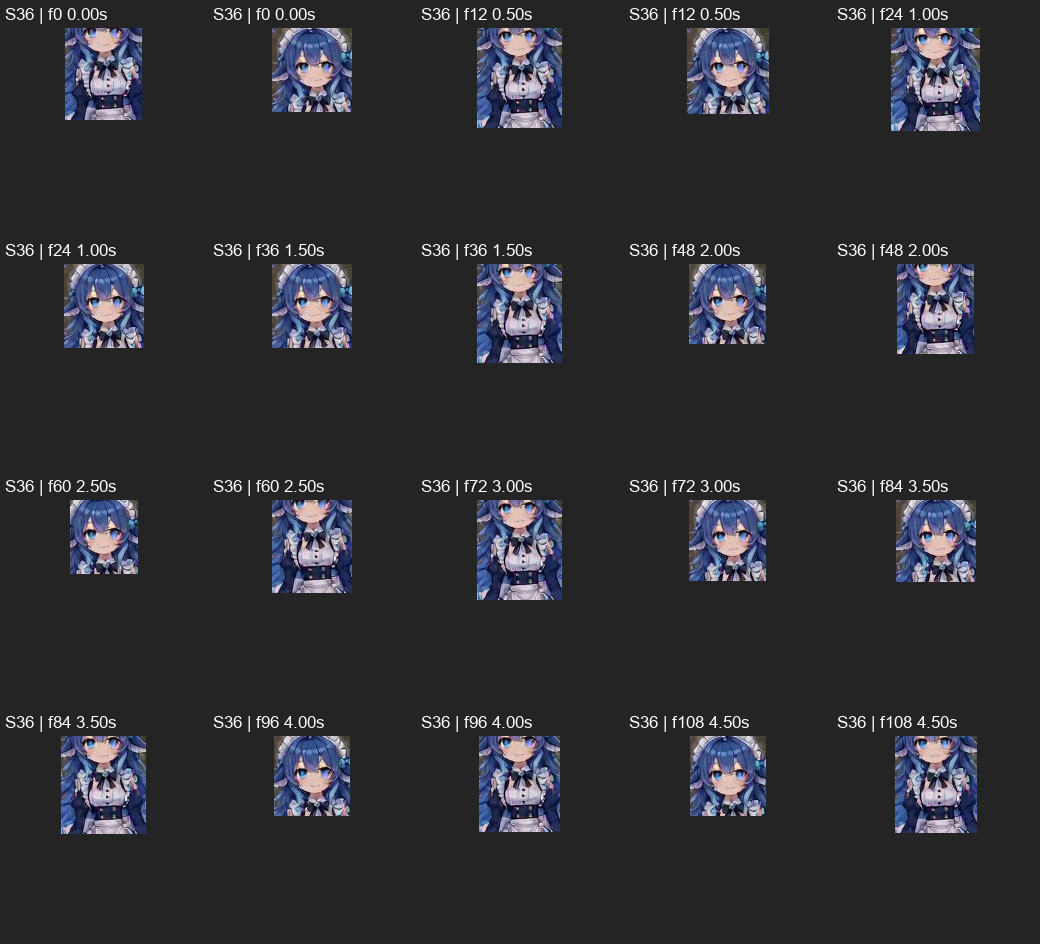 S36 | f0 0.00s
S36 | f0 0.00s
S36 | f12 0.50s
S36 | f12 0.50s
S36 | f24 1.00s
S36 | f24 1.00s
S36 | f36 1.50s
S36 | f36 1.50s
S36 | f48 2.00s
S36 | f48 2.00s
S36 | f60 2.50s
S36 | f60 2.50s
S36 | f72 3.00s
S36 | f72 3.00s
S36 | f84 3.50s
S36 | f84 3.50s
S36 | f96 4.00s
S36 | f96 4.00s
S36 | f108 4.50s
S36 | f108 4.50s